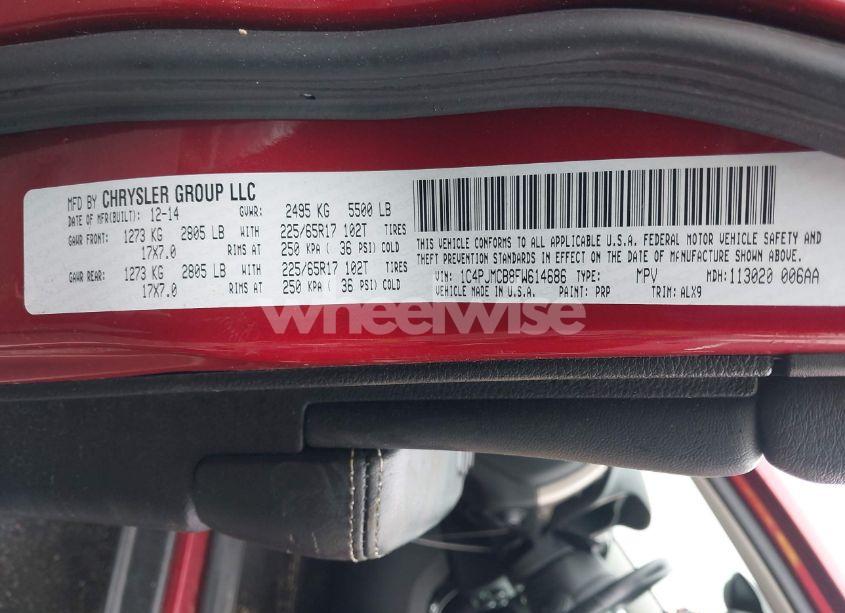 MFD BY CHRYSLER GROUP LLC
DATE OF MFR(BUILT): 12-14 GVWR: 2495 KG 5500 LB
GAWR FRONT: 1273 KG 2805 LB WITH 225/65R17 102T TIRES
17X7.0 RIMS AT 250 KPA ( 36 PSI) COLD
GAWR REAR: 1273 KG 2805 LB WITH 225/65R17 102T TIRES
17X7.0 RIMS AT 250 KPA ( 36 PSI) COLD
THIS VEHICLE CONFORMS TO ALL APPLICABLE U.S.A. FEDERAL MOTOR VEHICLE SAFETY AND
THEFT PREVENTION STANDARDS IN EFFECT ON THE DATE OF MANUFACTURE SHOWN ABOVE.
VIN: 1C4PJMCB8FW614686 TYPE: MPV MDH: 113020 006AA
VEHICLE MADE IN U.S.A. PAINT: PRP TRIM: ALX9
wheelwise